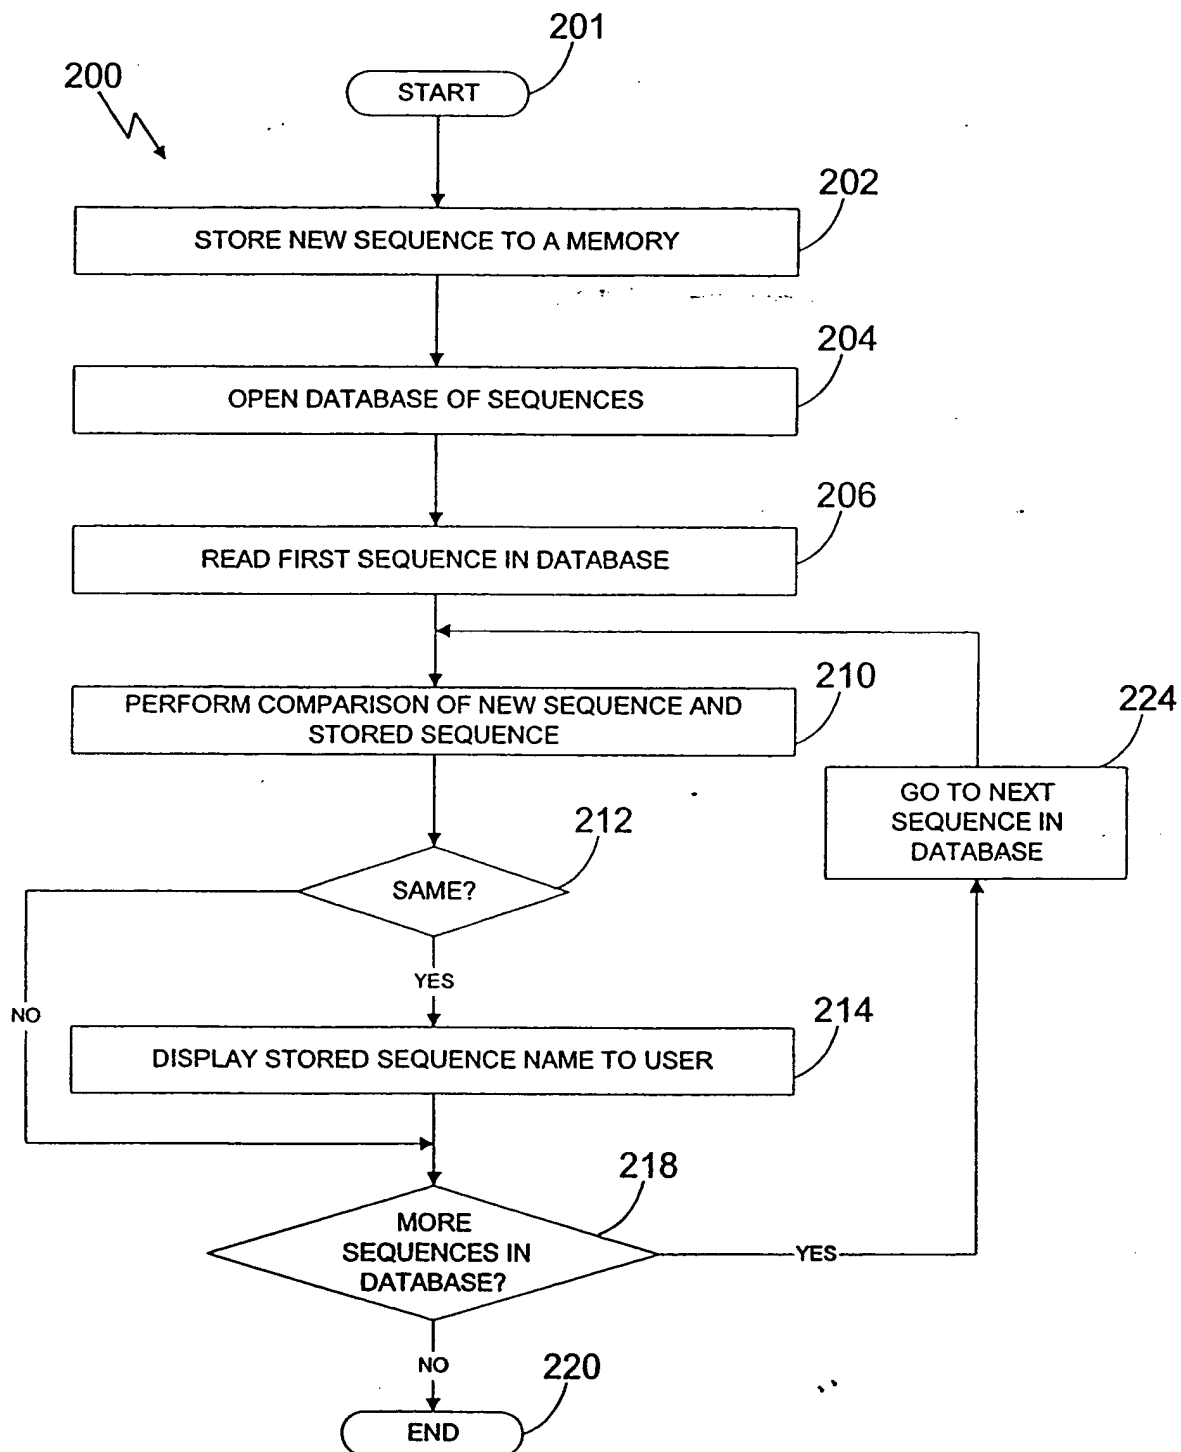 201
200
START
202
STORE NEW SEQUENCE TO A MEMORY
204
OPEN DATABASE OF SEQUENCES
206
READ FIRST SEQUENCE IN DATABASE
210
PERFORM COMPARISON OF NEW SEQUENCE AND
STORED SEQUENCE
224
GO TO NEXT
SEQUENCE IN
DATABASE
212
SAME?
YES
NO
214
DISPLAY STORED SEQUENCE NAME TO USER
218
MORE
SEQUENCES IN
DATABASE?
YES
NO
220
END